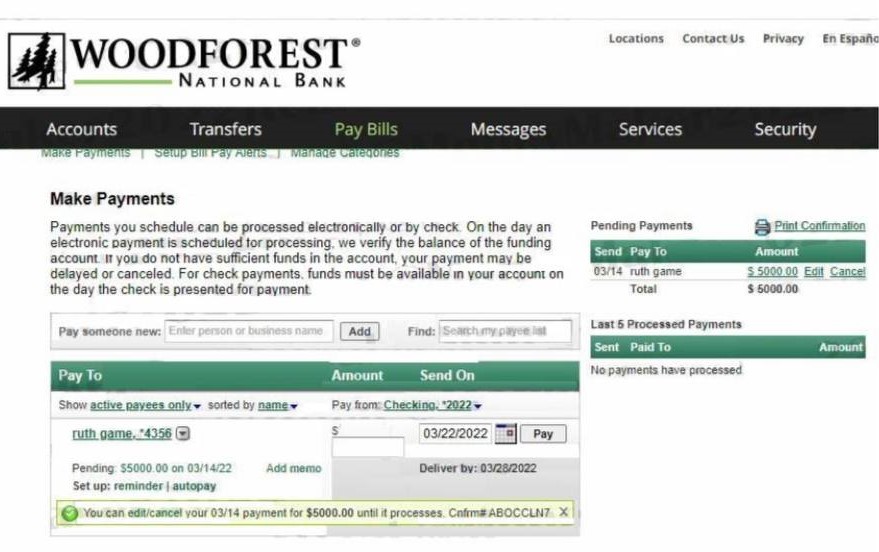 Locations Contact Us Privacy En Españo
WOODFOREST®
NATIONAL BANK
Accounts Transfers Pay Bills Messages Services Security
Make Payments | Setup Bill Pay Alerts | Manage Categories
Make Payments
Payments you schedule can be processed electronically or by check. On the day an
electronic payment is scheduled for processing, we verify the balance of the funding
account. If you do not have sufficient funds in the account, your payment may be
delayed or canceled. For check payments, funds must be available in your account on
the day the check is presented for payment.
Pay someone new: Enter person or business name Add Find: Search my payee list
Pay To Amount Send On
Show active payees only sorted by name Pay from: Checking, *2022
ruth game, *4356 $ 03/22/2022 Pay
Pending: $5000.00 on 03/14/22 Add memo Deliver by: 03/28/2022
Set up: reminder | autopay
You can edit/cancel your 03/14 payment for $5000.00 until it processes. Cnfrm# ABOCCLN7 X
Pending Payments Print Confirmation
Send Pay To Amount
03/14 ruth game $ 5000.00 Edit Cancel
Total $ 5000.00
Last 5 Processed Payments
Sent Paid To Amount
No payments have processed